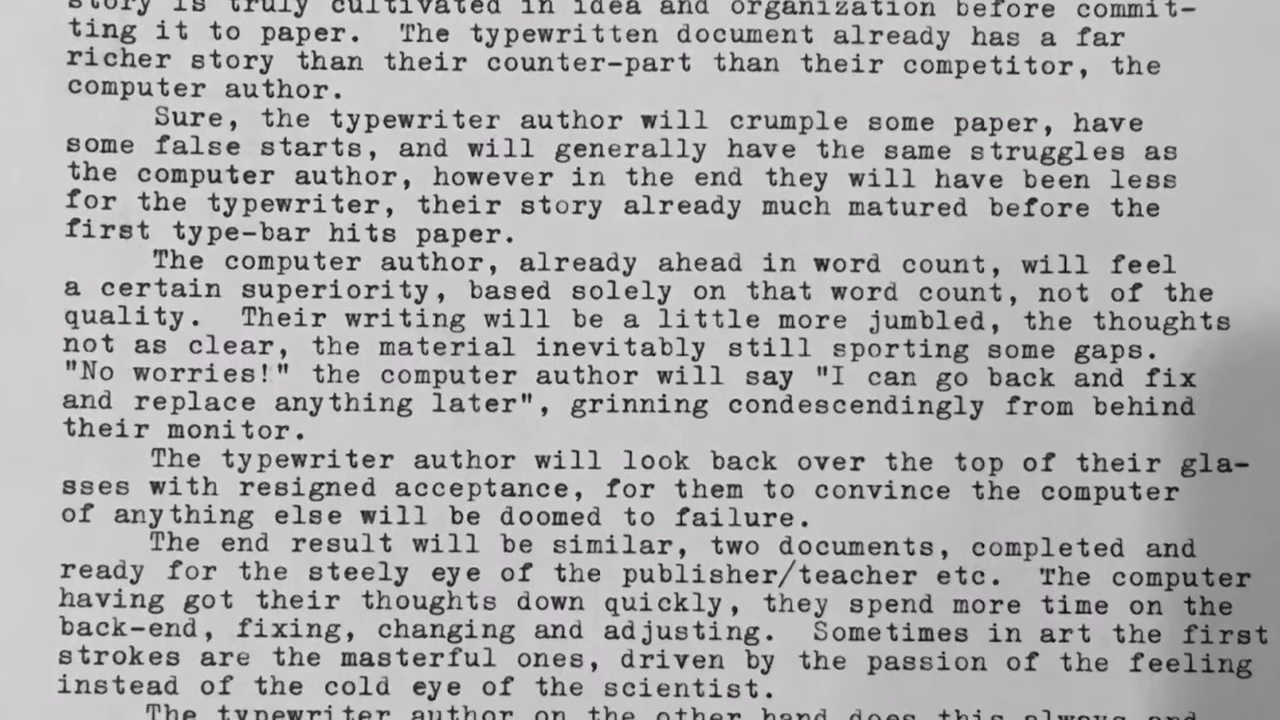 story is truly cultivated in idea and organization before commit-
ting it to paper.  The typewritten document already has a far
richer story than their counter-part than their competitor, the
computer author.
Sure, the typewriter author will crumple some paper, have
some false starts, and will generally have the same struggles as
the computer author, however in the end they will have been less
for the typewriter, their story already much matured before the
first type-bar hits paper.
The computer author, already ahead in word count, will feel
a certain superiority, based solely on that word count, not of the
quality.  Their writing will be a little more jumbled, the thoughts
not as clear, the material inevitably still sporting some gaps.
"No worries!" the computer author will say "I can go back and fix
and replace anything later", grinning condescendingly from behind
their monitor.
The typewriter author will look back over the top of their gla-
sses with resigned acceptance, for them to convince the computer
of anything else will be doomed to failure.
The end result will be similar, two documents, completed and
ready for the steely eye of the publisher/teacher etc.  The computer
having got their thoughts down quickly, they spend more time on the
back-end, fixing, changing and adjusting.  Sometimes in art the first
strokes are the masterful ones, driven by the passion of the feeling
instead of the cold eye of the scientist.
The typewriter author on the other hand does this always and